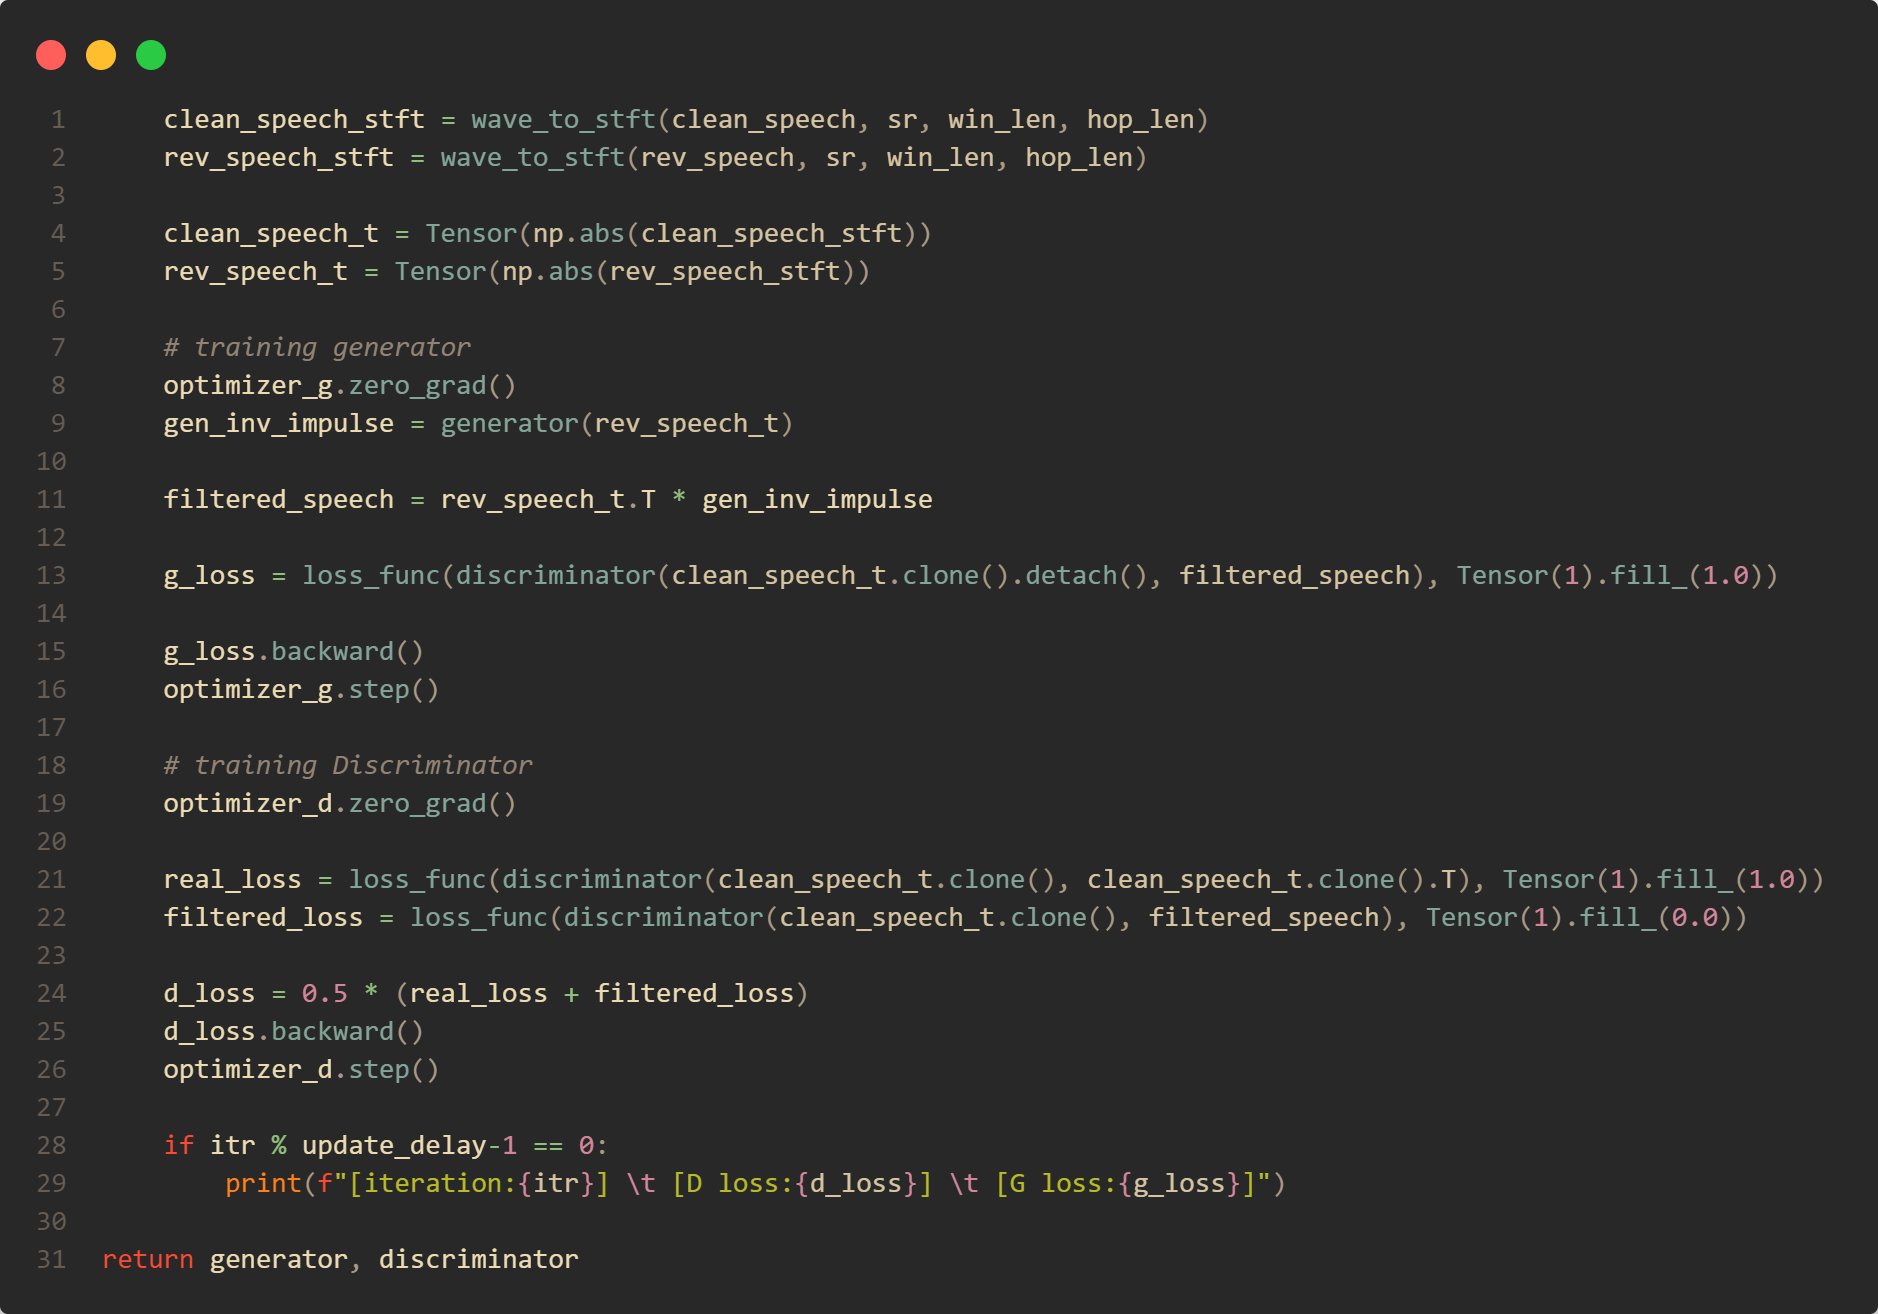 1 clean_speech_stft = wave_to_stft(clean_speech, sr, win_len, hop_len)
2 rev_speech_stft = wave_to_stft(rev_speech, sr, win_len, hop_len)
3
4 clean_speech_t = Tensor(np.abs(clean_speech_stft))
5 rev_speech_t = Tensor(np.abs(rev_speech_stft))
6
7 # training generator
8 optimizer_g.zero_grad()
9 gen_inv_impulse = generator(rev_speech_t)
10
11 filtered_speech = rev_speech_t.T * gen_inv_impulse
12
13 g_loss = loss_func(discriminator(clean_speech_t.clone().detach(), filtered_speech), Tensor(1).fill_(1.0))
14
15 g_loss.backward()
16 optimizer_g.step()
17
18 # training Discriminator
19 optimizer_d.zero_grad()
20
21 real_loss = loss_func(discriminator(clean_speech_t.clone(), clean_speech_t.clone().T), Tensor(1).fill_(1.0))
22 filtered_loss = loss_func(discriminator(clean_speech_t.clone(), filtered_speech), Tensor(1).fill_(0.0))
23
24 d_loss = 0.5 * (real_loss + filtered_loss)
25 d_loss.backward()
26 optimizer_d.step()
27
28 if itr % update_delay-1 == 0:
29 print(f"[iteration:{itr}] \t [D loss:{d_loss}] \t [G loss:{g_loss}]")
30
31 return generator, discriminator